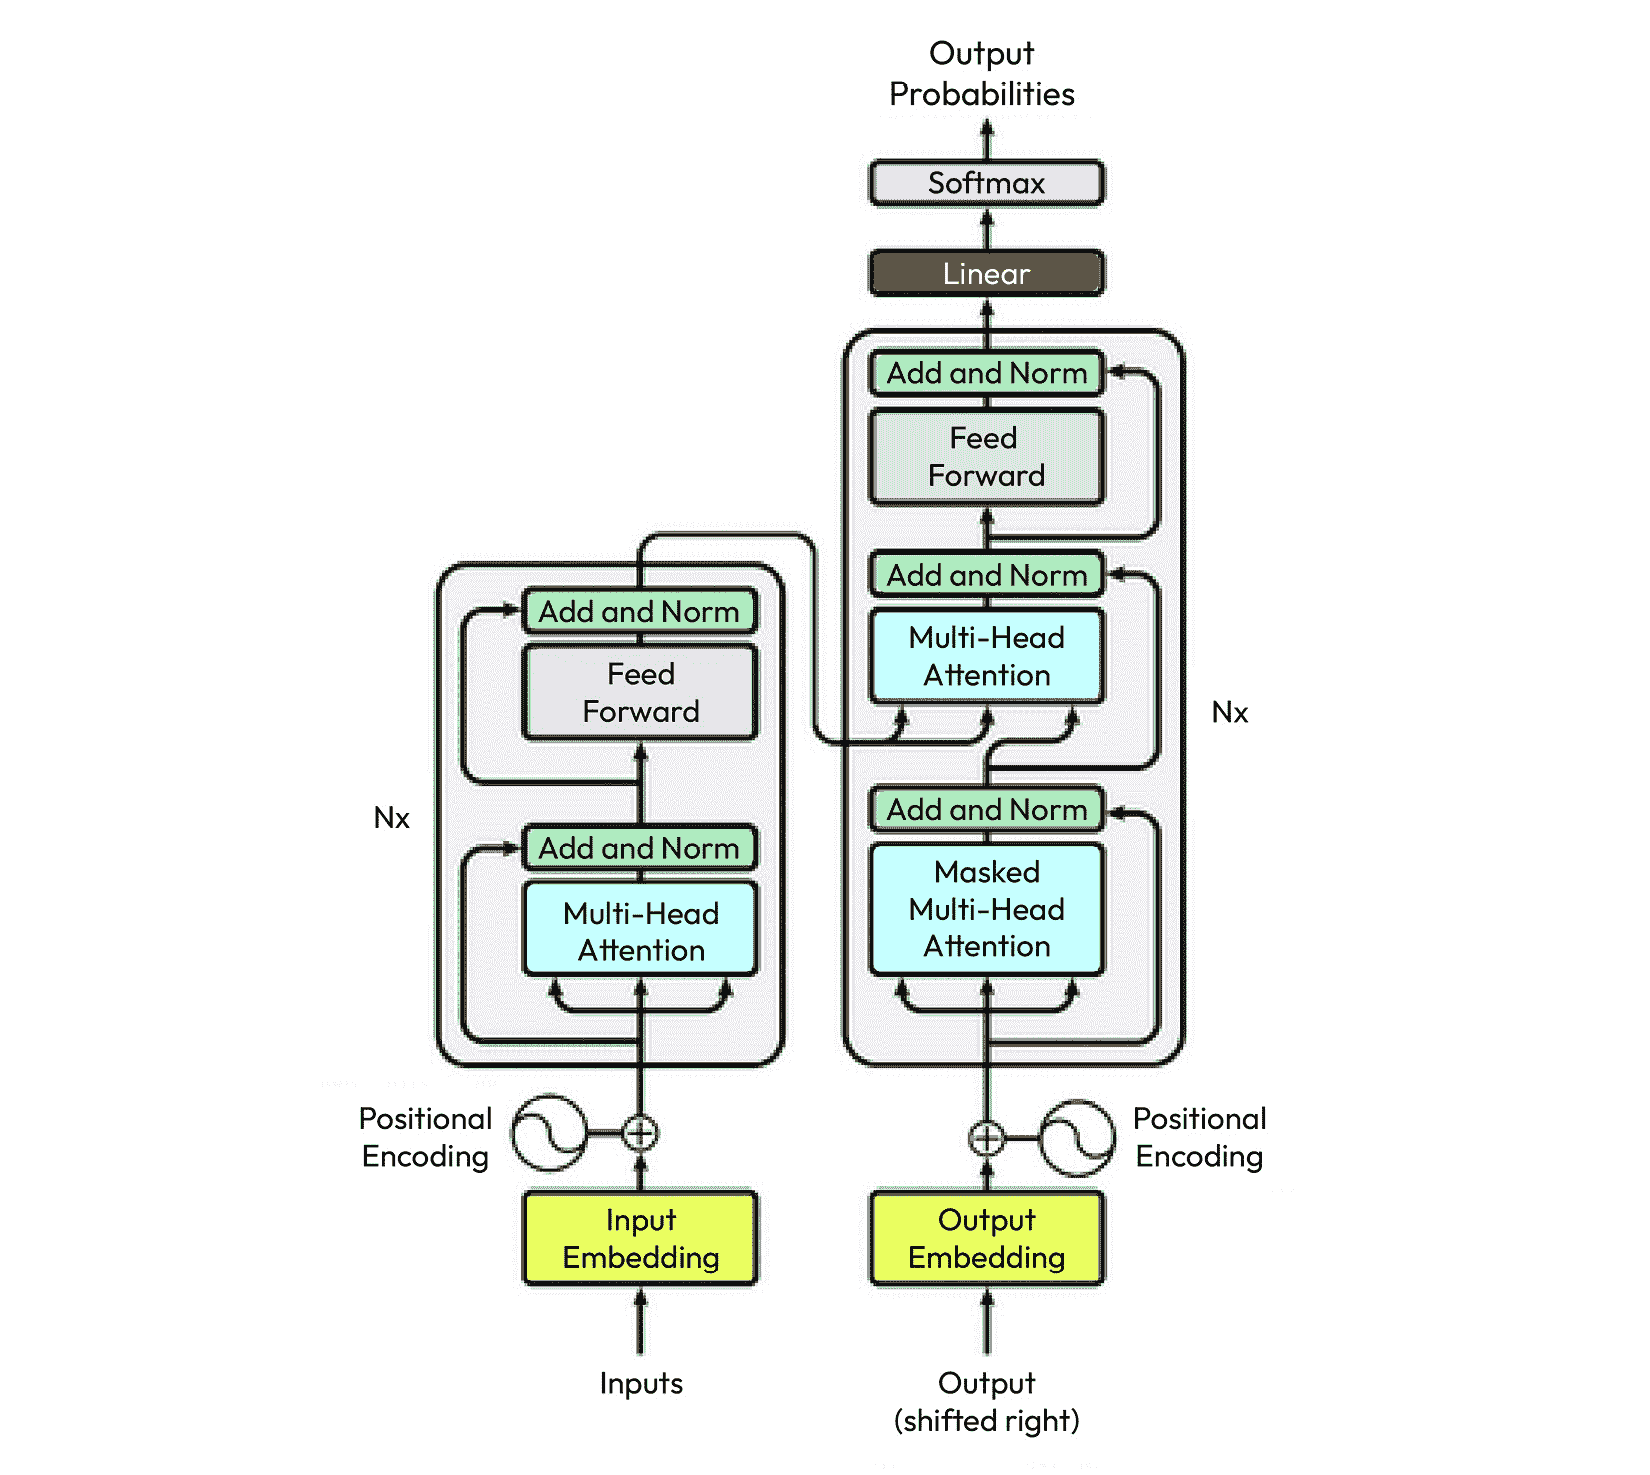 Output
Probabilities
Softmax
Linear
Add and Norm
Feed
Forward
Add and Norm
Multi-Head
Attention
Nx
Add and Norm
Masked
Multi-Head
Attention
Add and Norm
Feed
Forward
Nx
Add and Norm
Multi-Head
Attention
Positional
Encoding
Positional
Encoding
Input
Embedding
Output
Embedding
Inputs
Output
(shifted right)